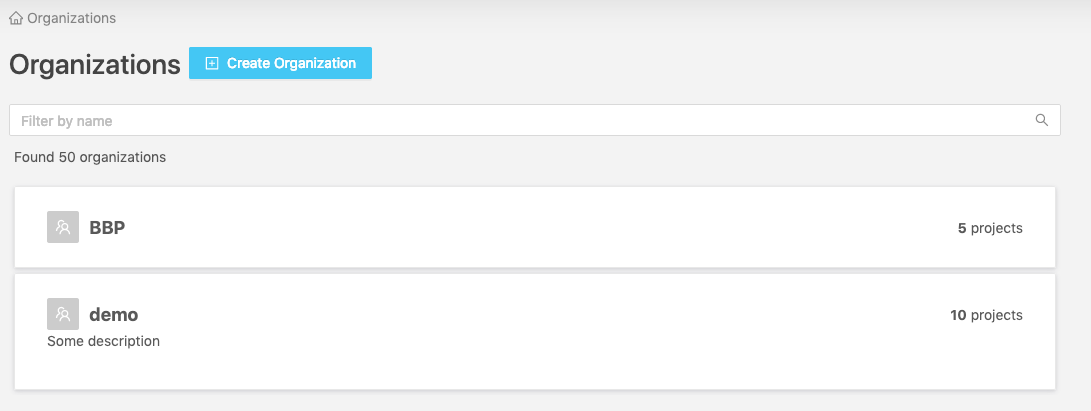 Organizations
Organizations
Create Organization
Filter by name
Found 50 organizations
BBP
5 projects
demo
10 projects
Some description